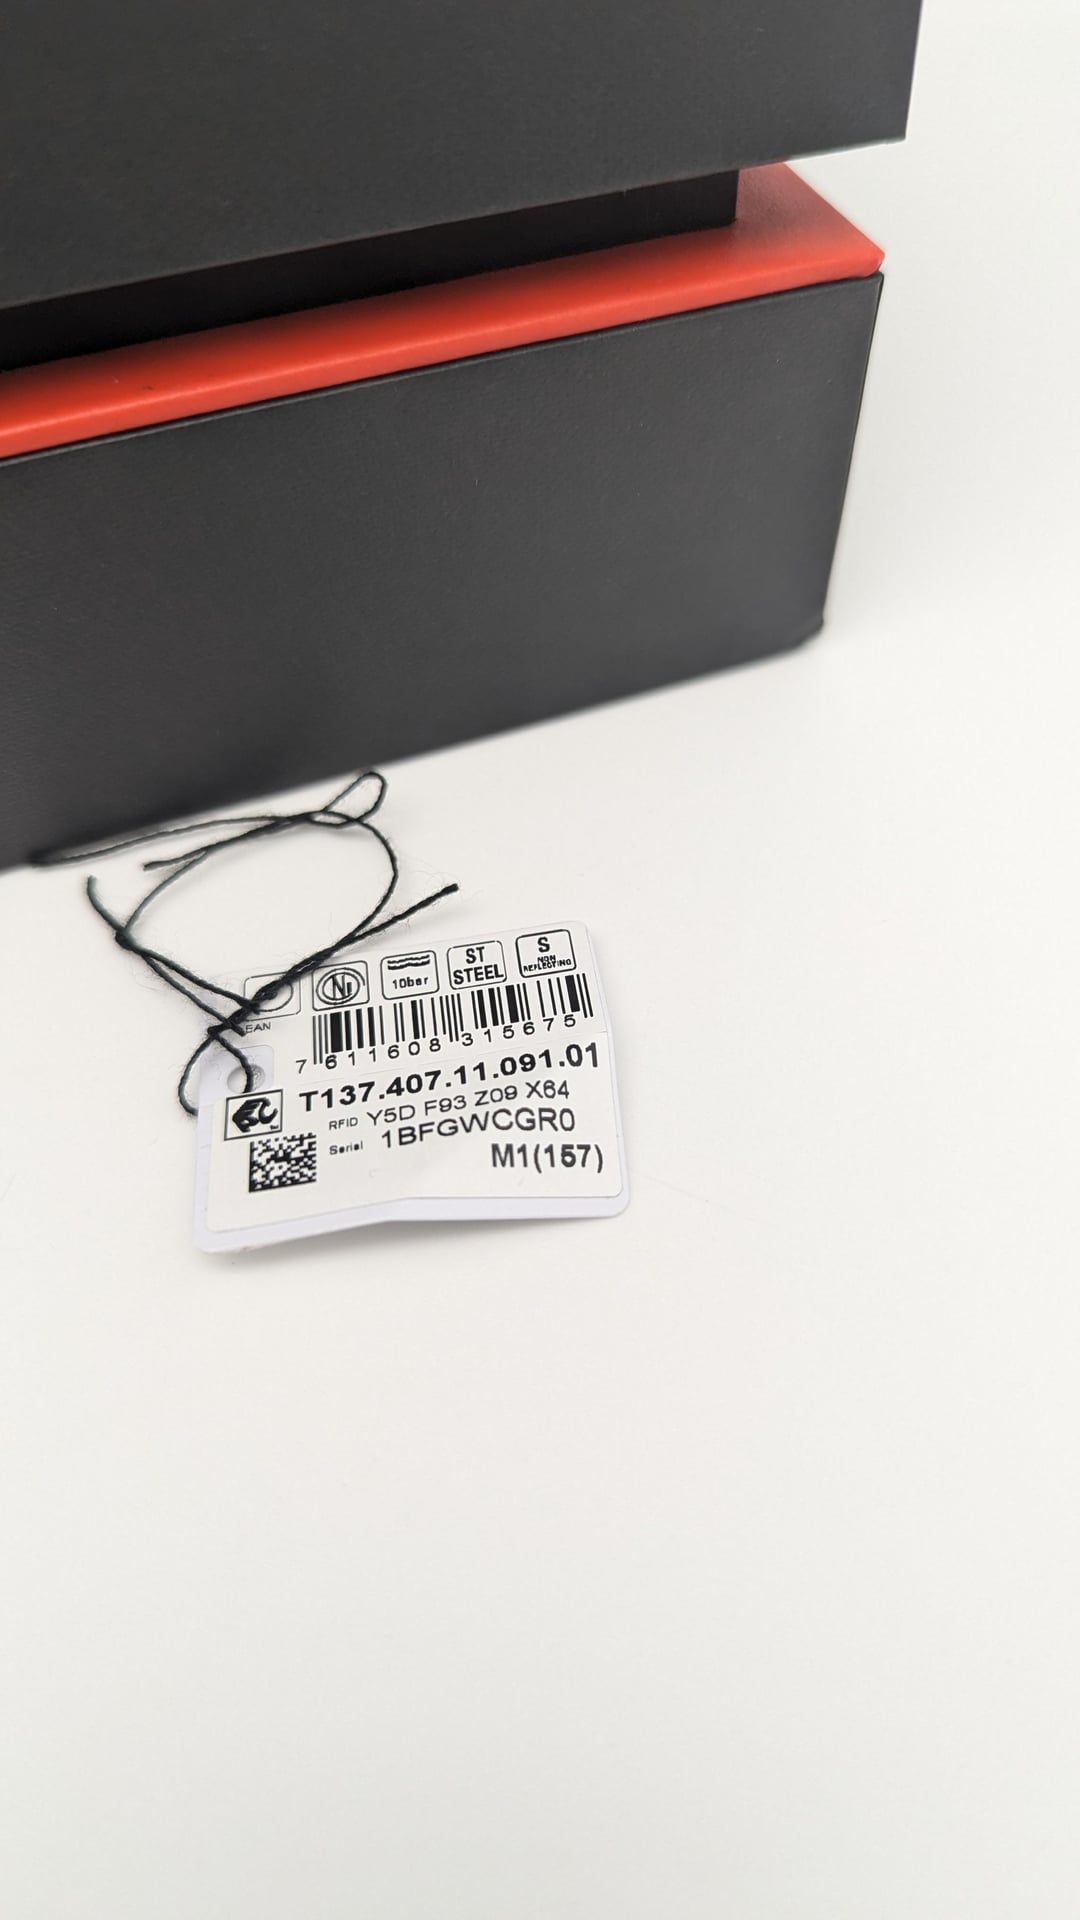 10bar
ST
STEEL
S
NON
REFLECTING
EAN
7 611608 315675
T137.407.11.091.01
RFID Y5D F93 Z09 X64
Serial 1BFGWCGR0
M1(157)